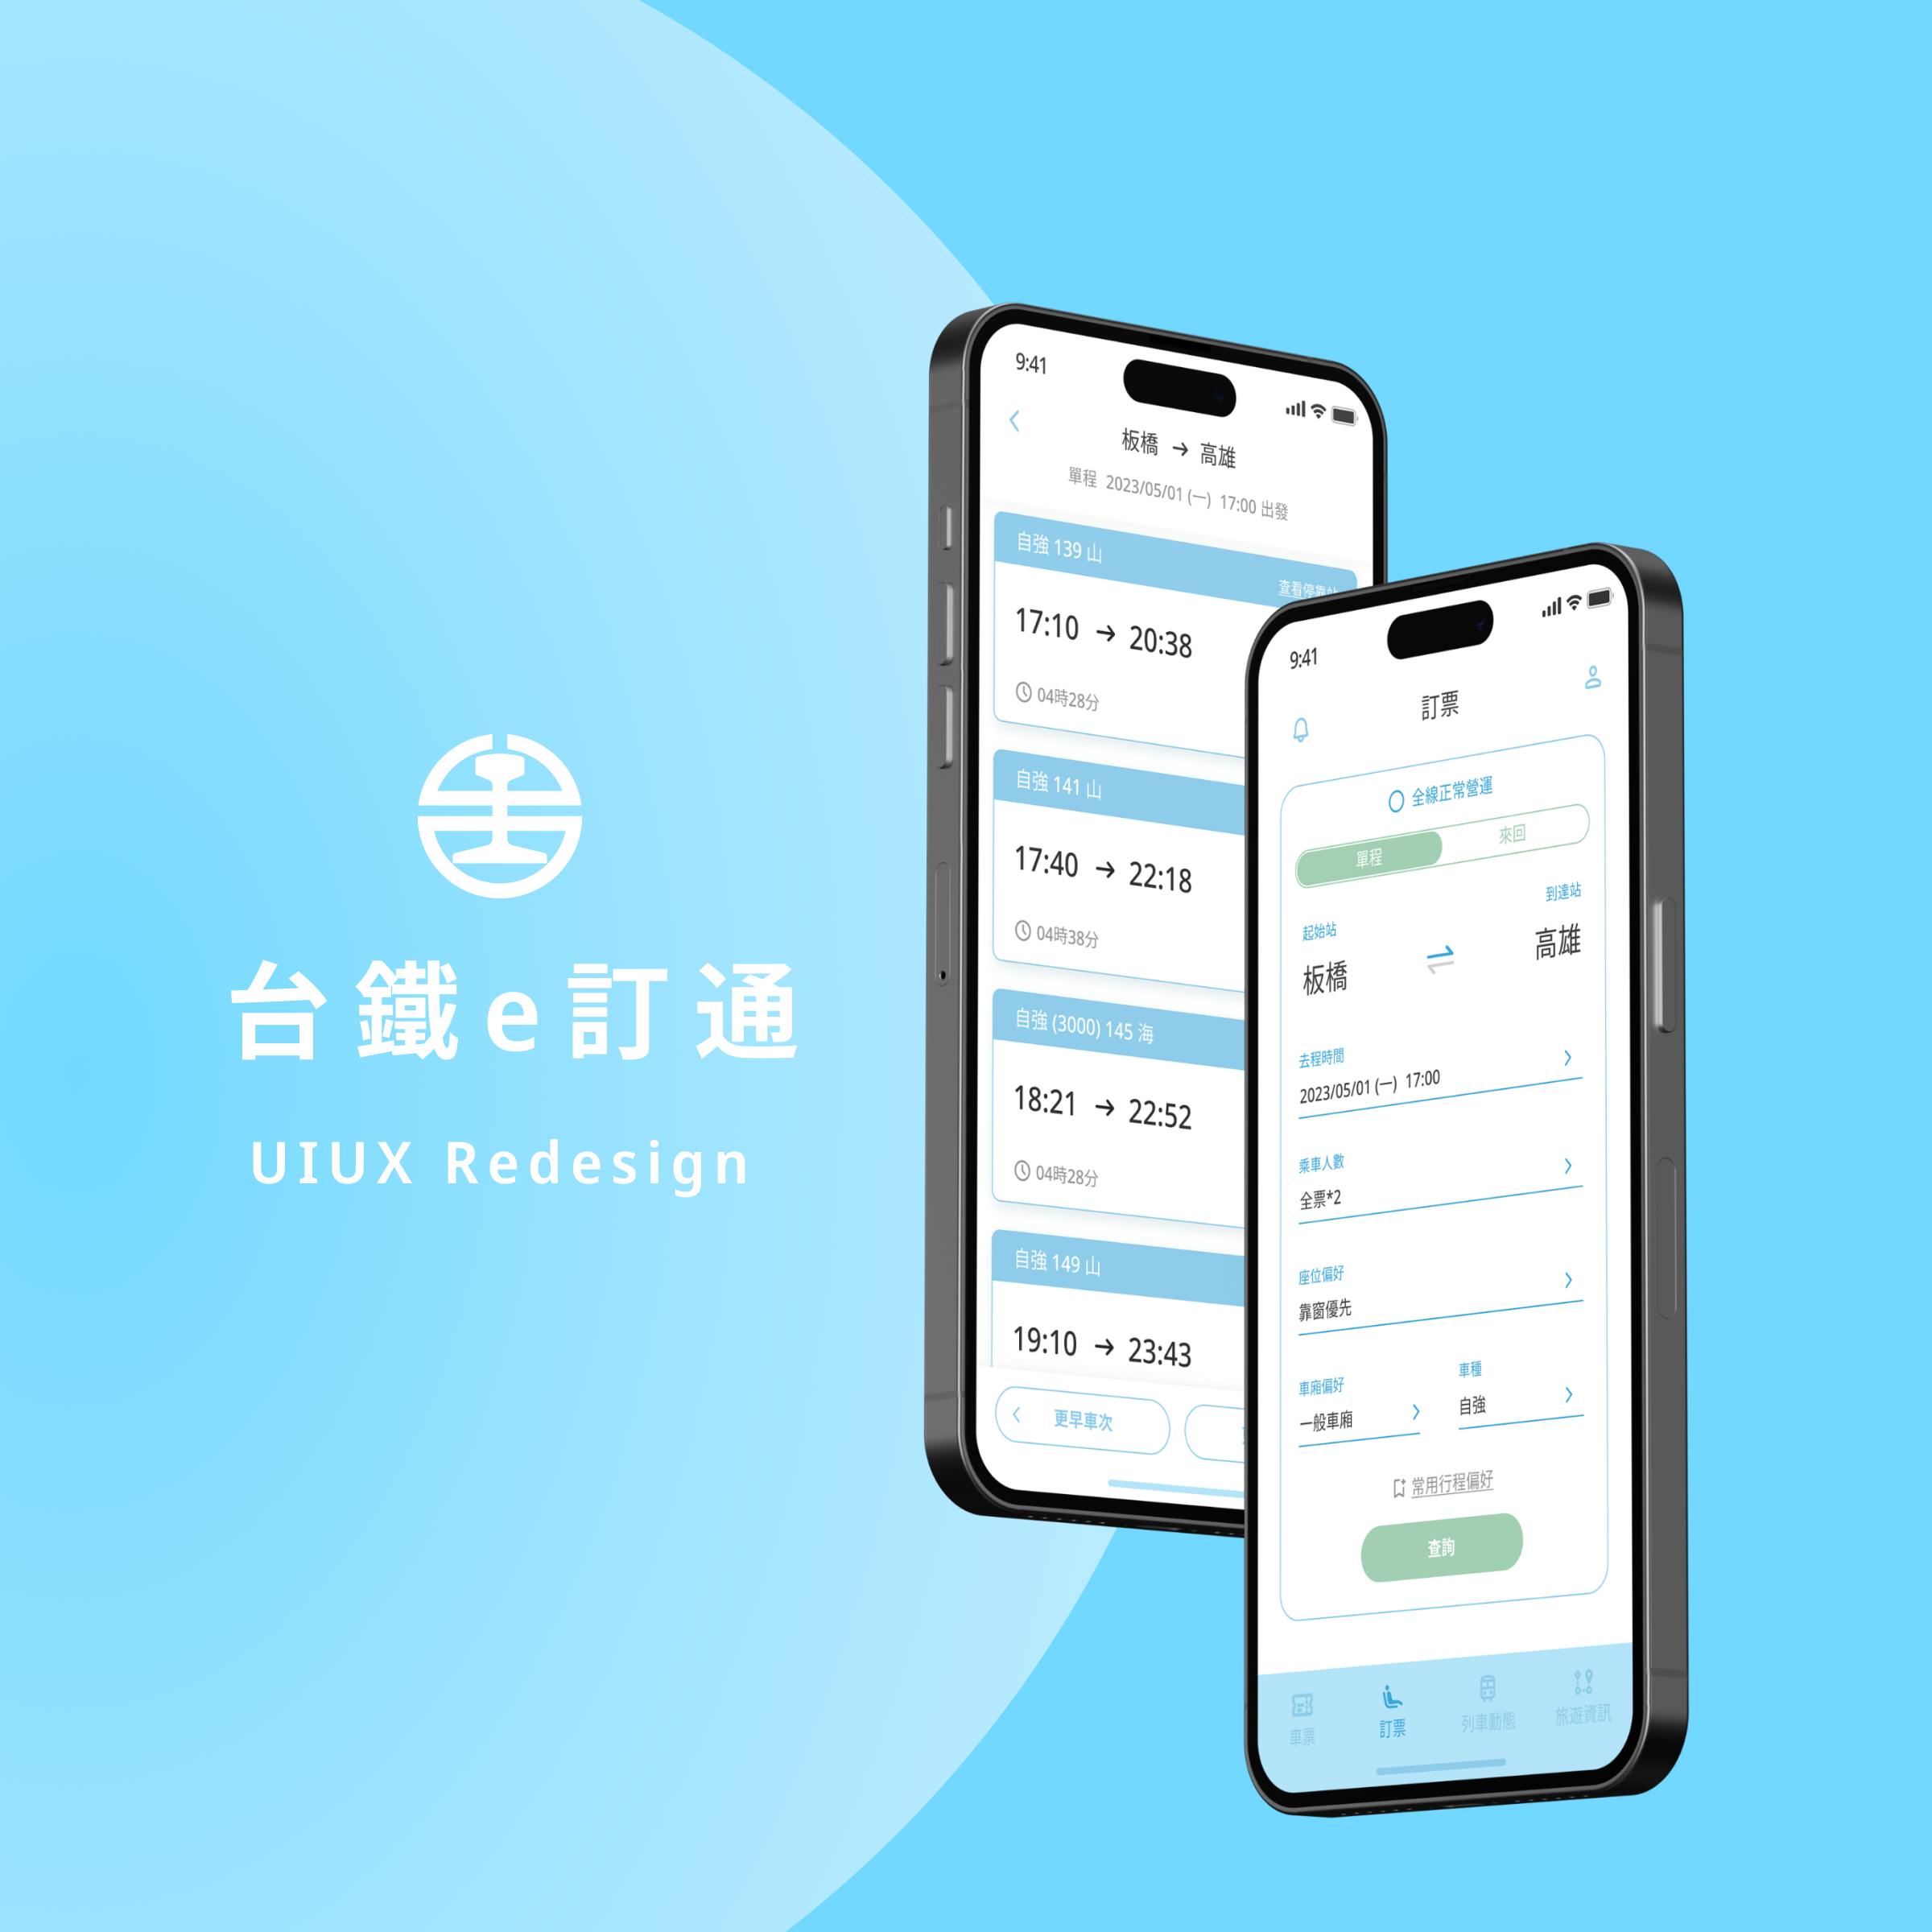 台鐵e訂通
UIUX Redesign
9:41
板橋 → 高雄
單程 2023/05/01 (一) 17:00 出發
自強 139 山
查看停靠站
17:10 → 20:38
04時28分
自強 141 山
17:40 → 22:18
04時38分
自強 (3000) 145 海
18:21 → 22:52
04時28分
自強 149 山
19:10 → 23:43
更早車次
9:41
訂票
全線正常營運
單程 來回
起始站 到達站
板橋 高雄
去程時間
2023/05/01 (一) 17:00
乘車人數
全票*2
座位偏好
靠窗優先
車廂偏好 車種
一般車廂 自強
常用行程偏好
查詢
車票 訂票 列車動態 旅遊資訊